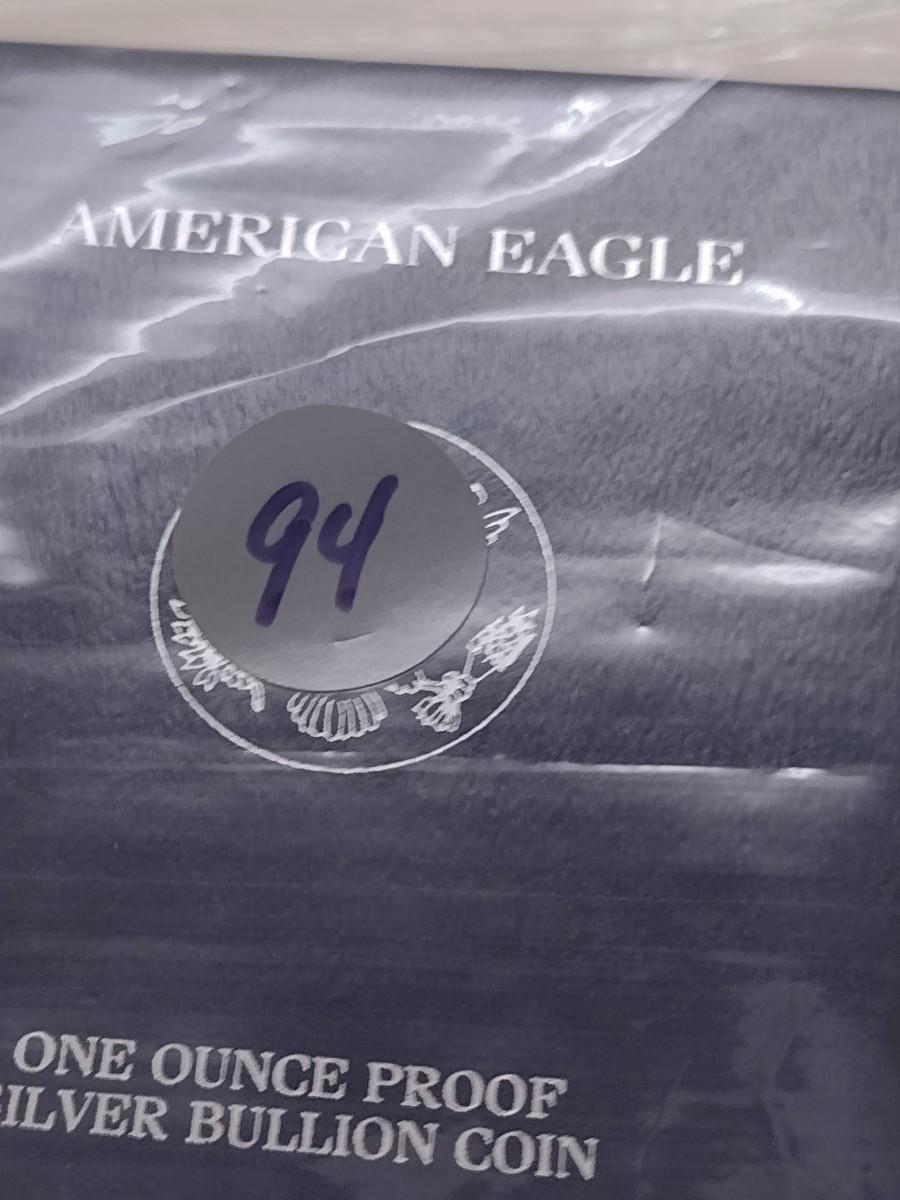 AMERICAN EAGLE
94
ONE OUNCE PROOF
SILVER BULLION COIN